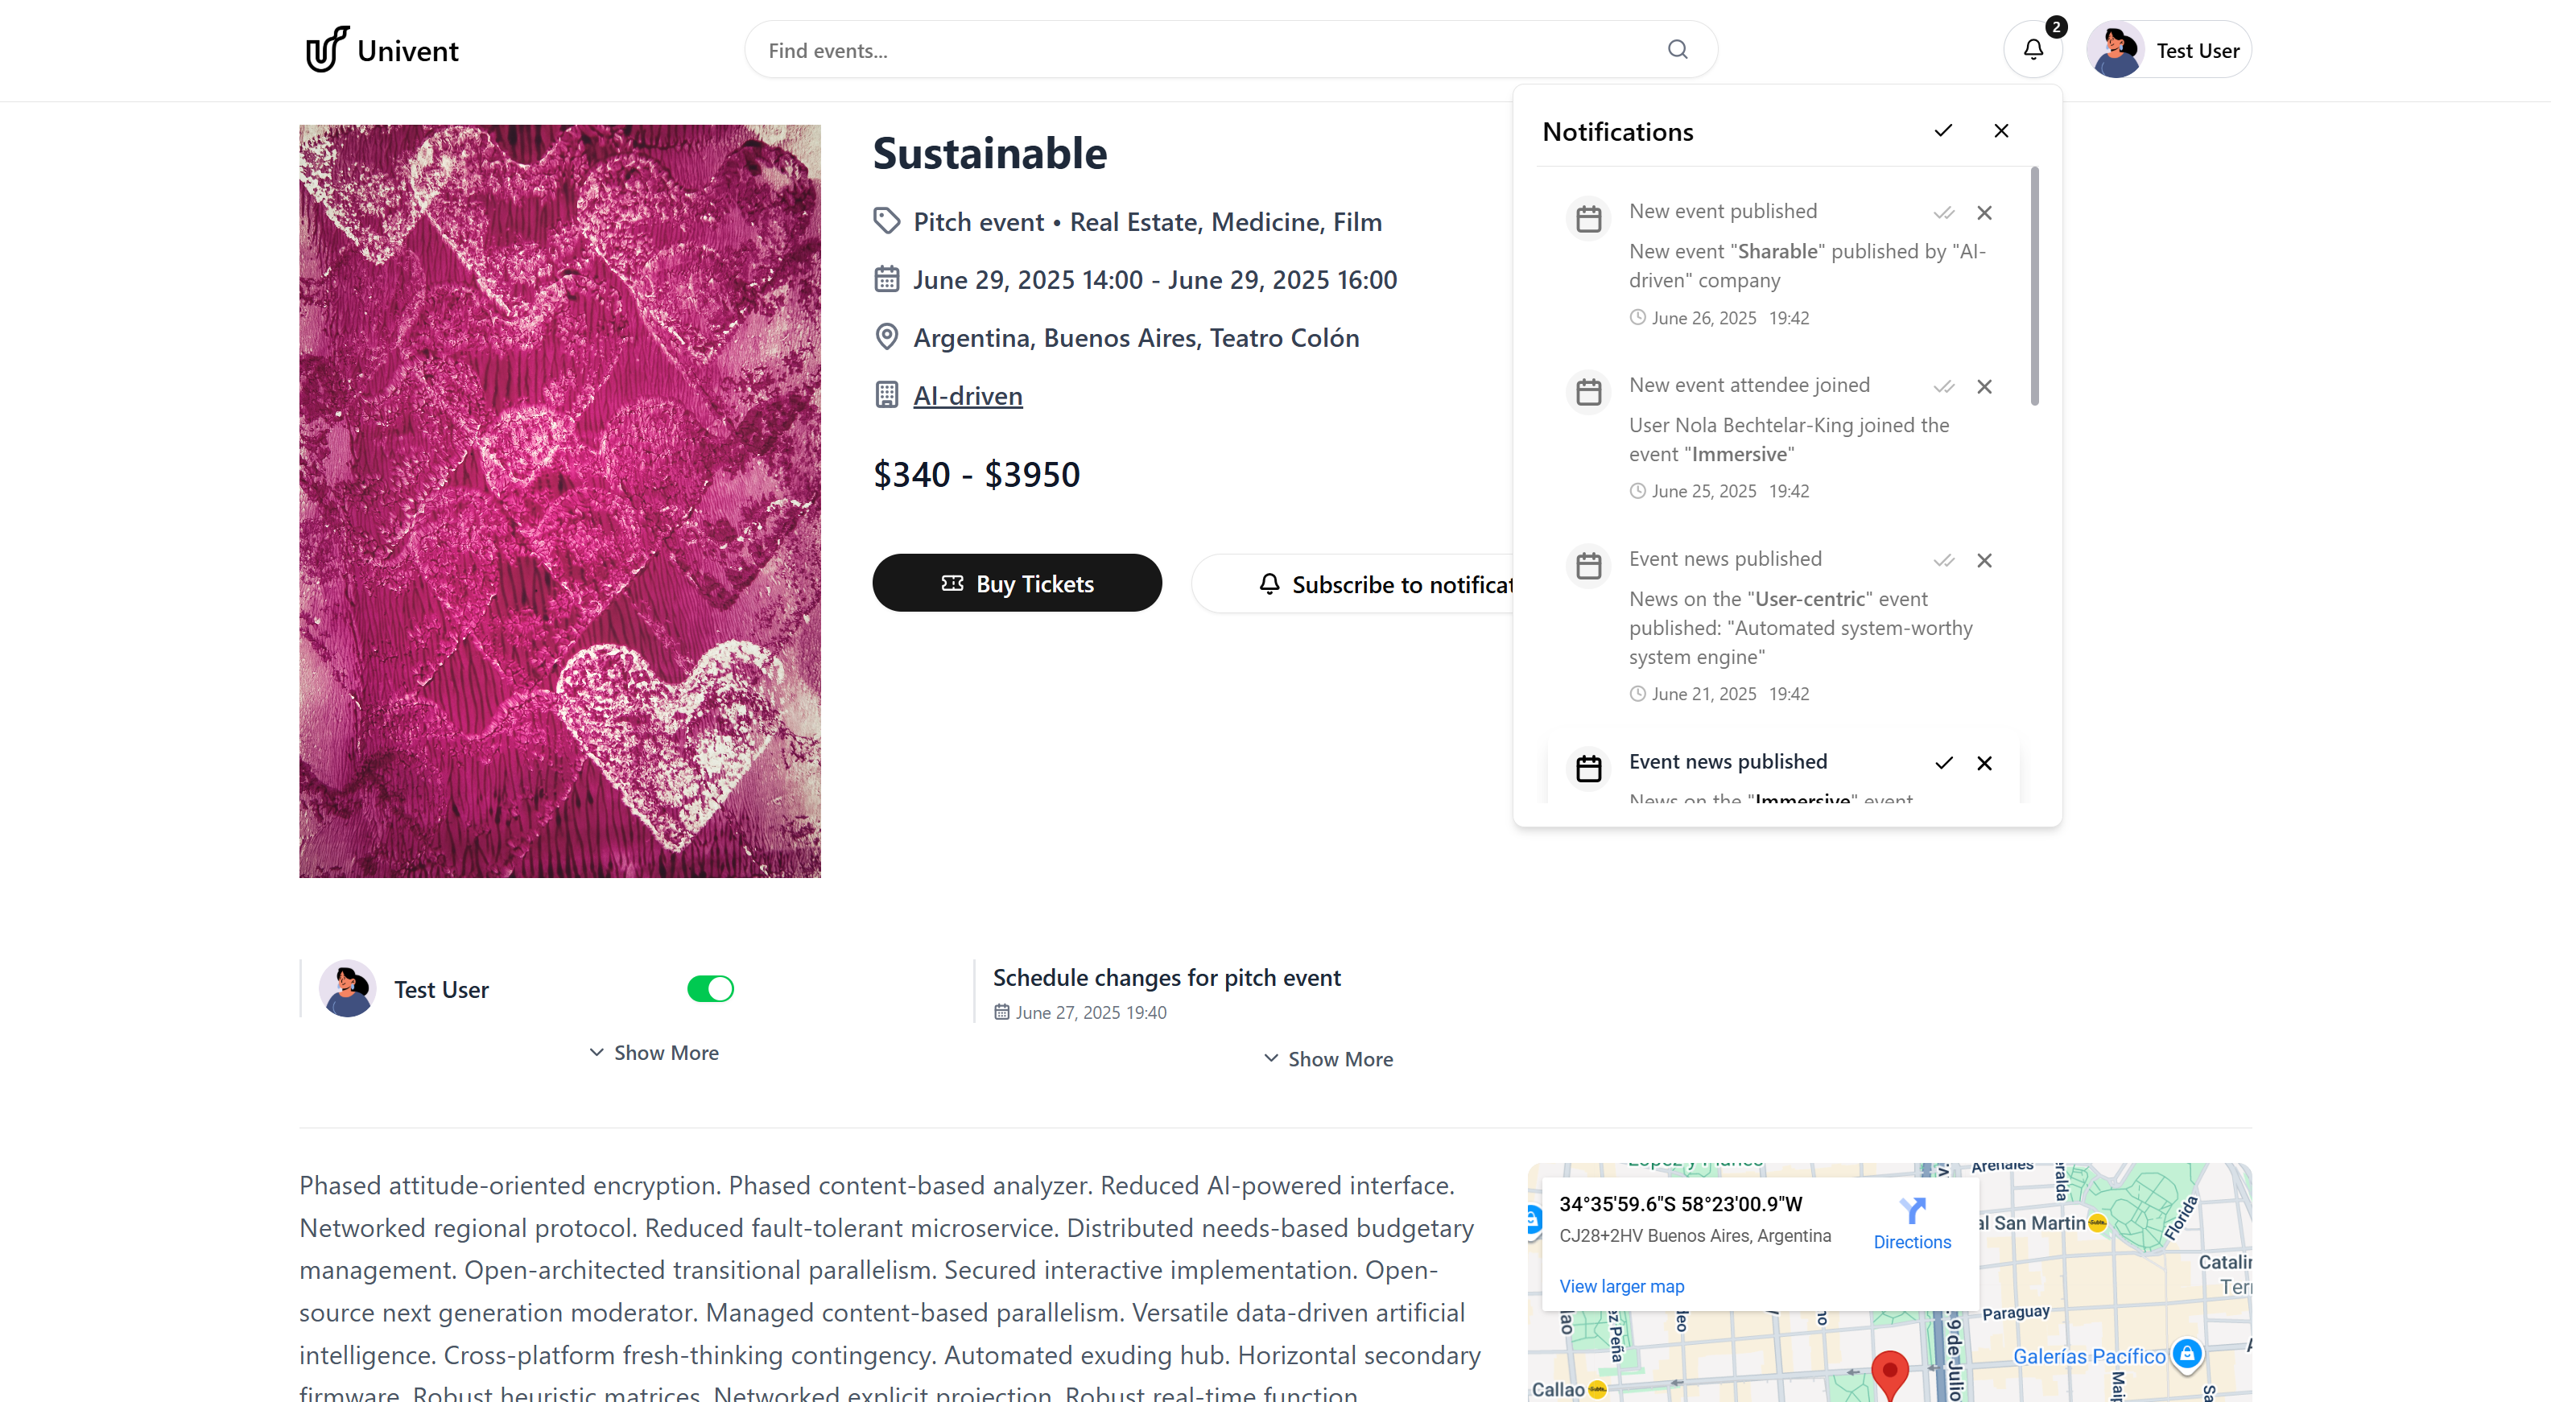 Univent
Find events...
2
Test User
Sustainable
Pitch event • Real Estate, Medicine, Film
June 29, 2025 14:00 - June 29, 2025 16:00
Argentina, Buenos Aires, Teatro Colón
AI-driven
$340 - $3950
Buy Tickets
Subscribe to notificat
Notifications
New event published
New event "Sharable" published by "AI-
driven" company
June 26, 2025 19:42
New event attendee joined
User Nola Bechtelar-King joined the
event "Immersive"
June 25, 2025 19:42
Event news published
News on the "User-centric" event
published: "Automated system-worthy
system engine"
June 21, 2025 19:42
Event news published
News on the "Immersive" event
Test User
Show More
Schedule changes for pitch event
June 27, 2025 19:40
Show More
Phased attitude-oriented encryption. Phased content-based analyzer. Reduced AI-powered interface.
Networked regional protocol. Reduced fault-tolerant microservice. Distributed needs-based budgetary
management. Open-architected transitional parallelism. Secured interactive implementation. Open-
source next generation moderator. Managed content-based parallelism. Versatile data-driven artificial
intelligence. Cross-platform fresh-thinking contingency. Automated exuding hub. Horizontal secondary
firmware. Robust heuristic matrices. Networked explicit projection. Robust real-time function.
34°35'59.6"S 58°23'00.9"W
CJ28+2HV Buenos Aires, Argentina
Directions
View larger map
Arenales
al San Martin
Florida
Catalin
Terr
Paraguay
Galerías Pacífico
9 de Julio
Callao
Maip